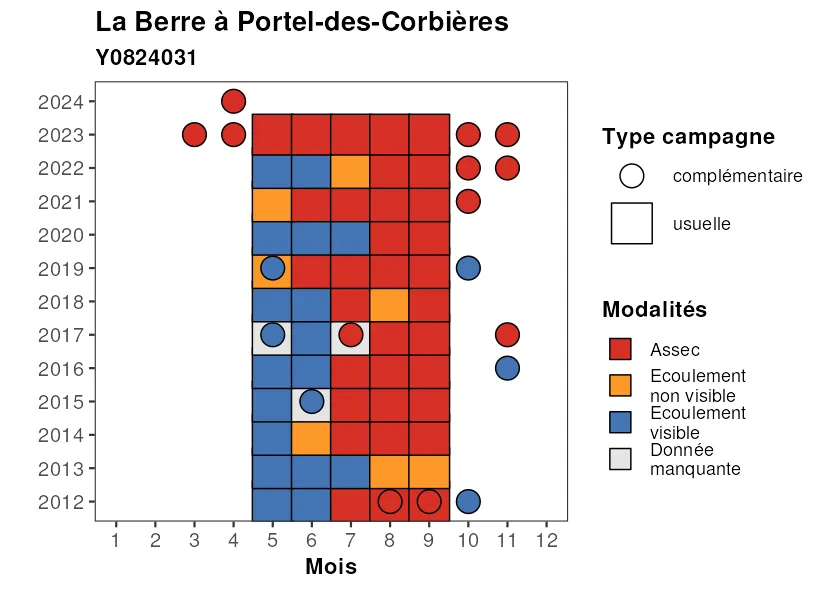 La Berre à Portel-des-Corbières
Y0824031
2024
2023
2022
2021
2020
2019
2018
2017
2016
2015
2014
2013
2012
1 2 3 4 5 6 7 8 9 10 11 12
Mois
Type campagne
complémentaire
usuelle
Modalités
Assec
Ecoulement
non visible
Ecoulement
visible
Donnée
manquante